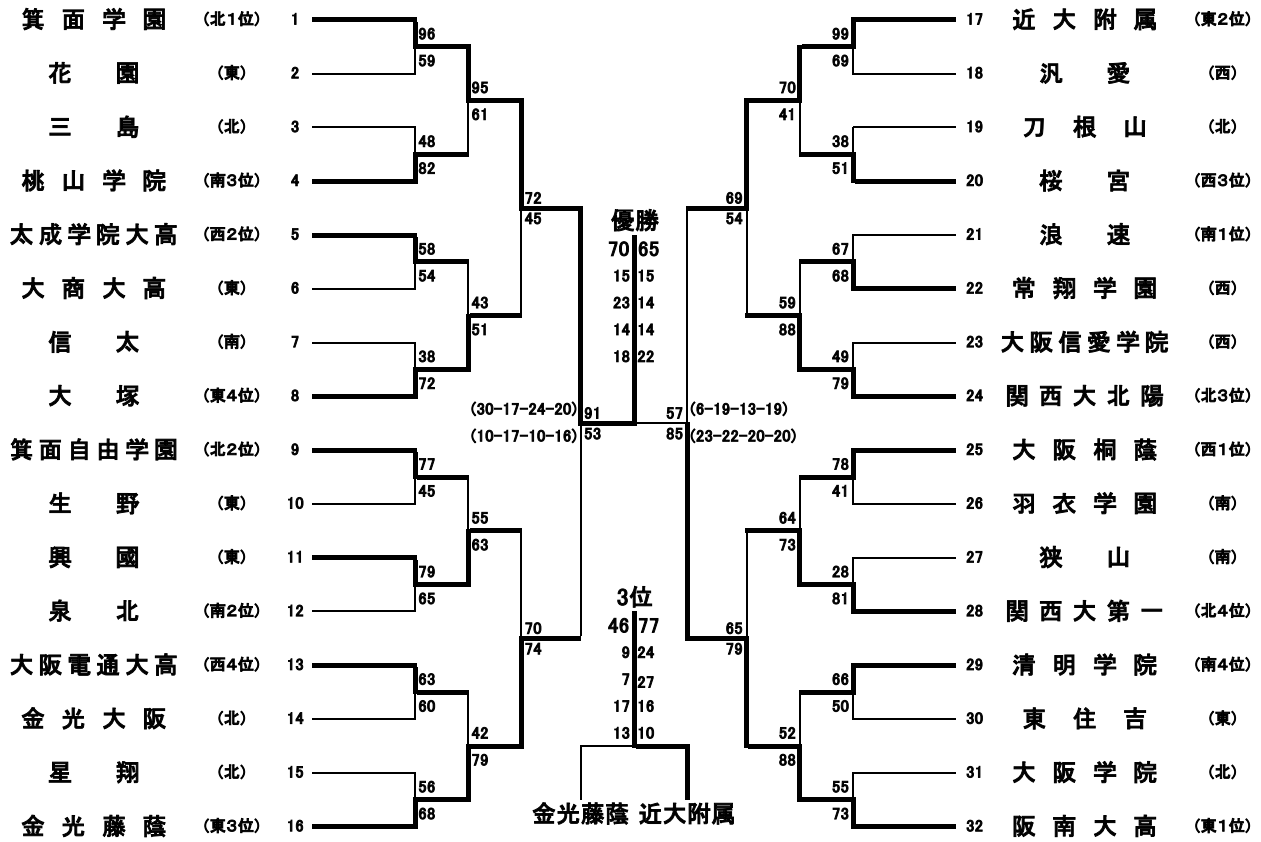 箕面学園 (北1位) 1
花園 (東) 2
三島 (北) 3
桃山学院 (南3位) 4
太成学院大高 (西2位) 5
大商大高 (東) 6
信太 (南) 7
大塚 (東4位) 8
箕面自由学園 (北2位) 9
生野 (東) 10
興國 (東) 11
泉北 (南2位) 12
大阪電通大高 (西4位) 13
金光大阪 (北) 14
星翔 (北) 15
金光藤蔭 (東3位) 16
96
59
48
82
58
54
38
72
77
45
79
65
63
60
56
68
95
61
43
51
55
63
42
79
72
45
70
74
(30-17-24-20) 91
(10-17-10-16) 53
優勝
70 65
15 15
23 14
14 14
18 22
3位
46 77
9 24
7 27
17 16
13 10
金光藤蔭 近大附属
57 (6-19-13-19)
85 (23-22-20-20)
69
54
65
79
70
41
59
88
64
73
52
88
99
69
38
51
67
68
49
79
78
41
28
81
66
50
55
73
17 近大附属 (東2位)
18 汎愛 (西)
19 刀根山 (北)
20 桜宮 (西3位)
21 浪速 (南1位)
22 常翔学園 (西)
23 大阪信愛学院 (西)
24 関西大北陽 (北3位)
25 大阪桐蔭 (西1位)
26 羽衣学園 (南)
27 狭山 (南)
28 関西大第一 (北4位)
29 清明学院 (南4位)
30 東住吉 (東)
31 大阪学院 (北)
32 阪南大高 (東1位)